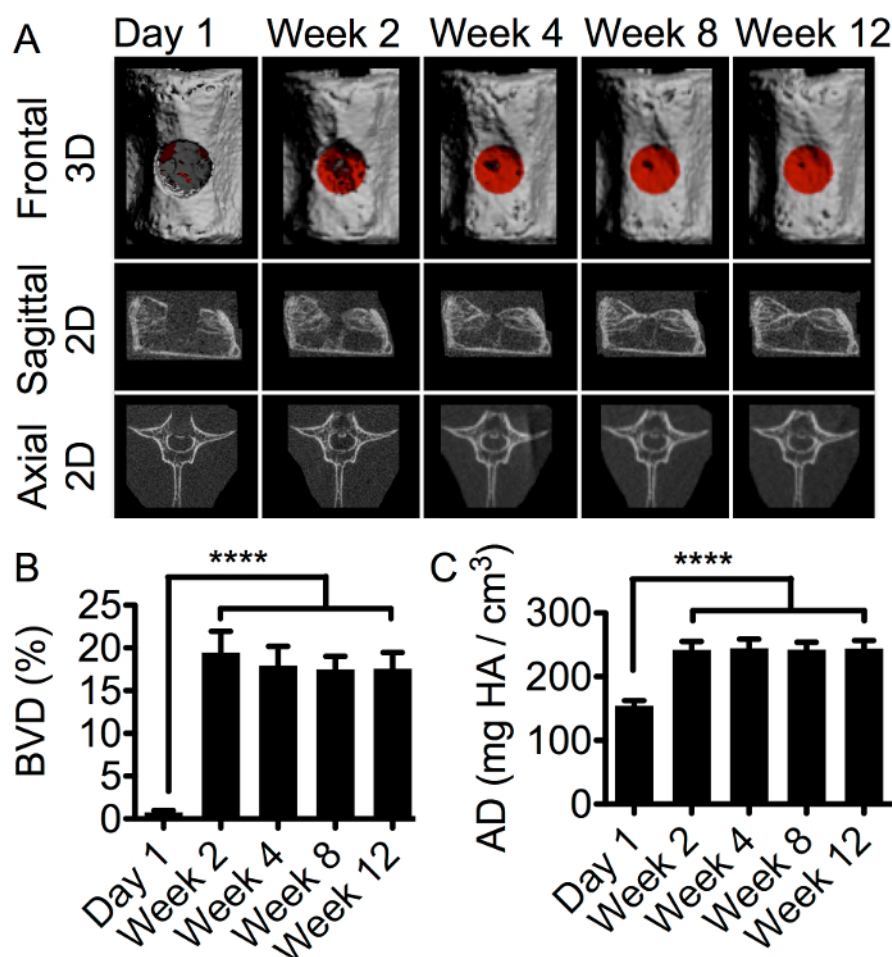 A
Day 1 Week 2 Week 4 Week 8 Week 12
Frontal
3D
Sagittal
2D
Axial
2D
B
****
BVD (%)
25
20
15
10
5
0
Day 1
Week 2
Week 4
Week 8
Week 12
C
****
AD (mg HA / cm³)
300
200
100
0
Day 1
Week 2
Week 4
Week 8
Week 12